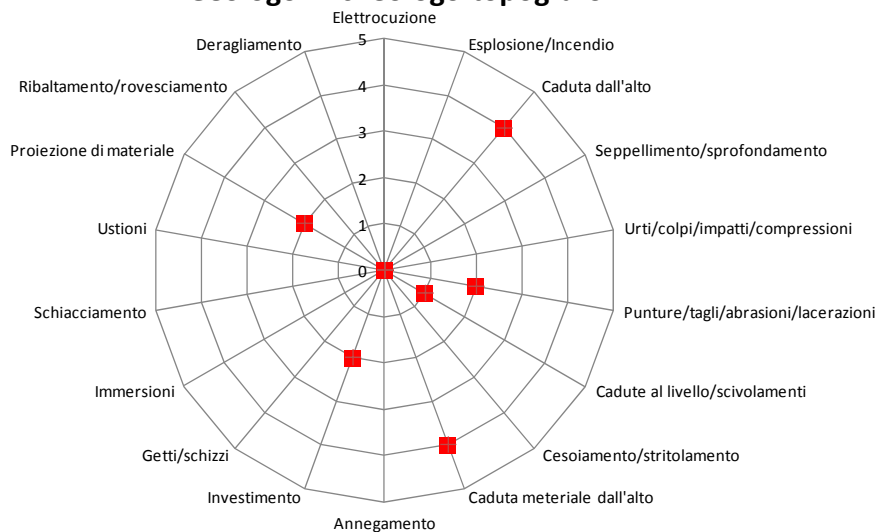 Elettrocuzione
Esplosione/Incendio
Caduta dall'alto
Seppellimento/sprofondamento
Urti/colpi/impatti/compressioni
Punture/tagli/abrasioni/lacerazioni
Cadute al livello/scivolamenti
Cesoiamento/stritolamento
Caduta meteriale dall'alto
Annegamento
Investimento
Getti/schizzi
Immersioni
Schiacciamento
Ustioni
Proiezione di materiale
Ribaltamento/rovesciamento
Deragliamento
5
4
3
2
1
0